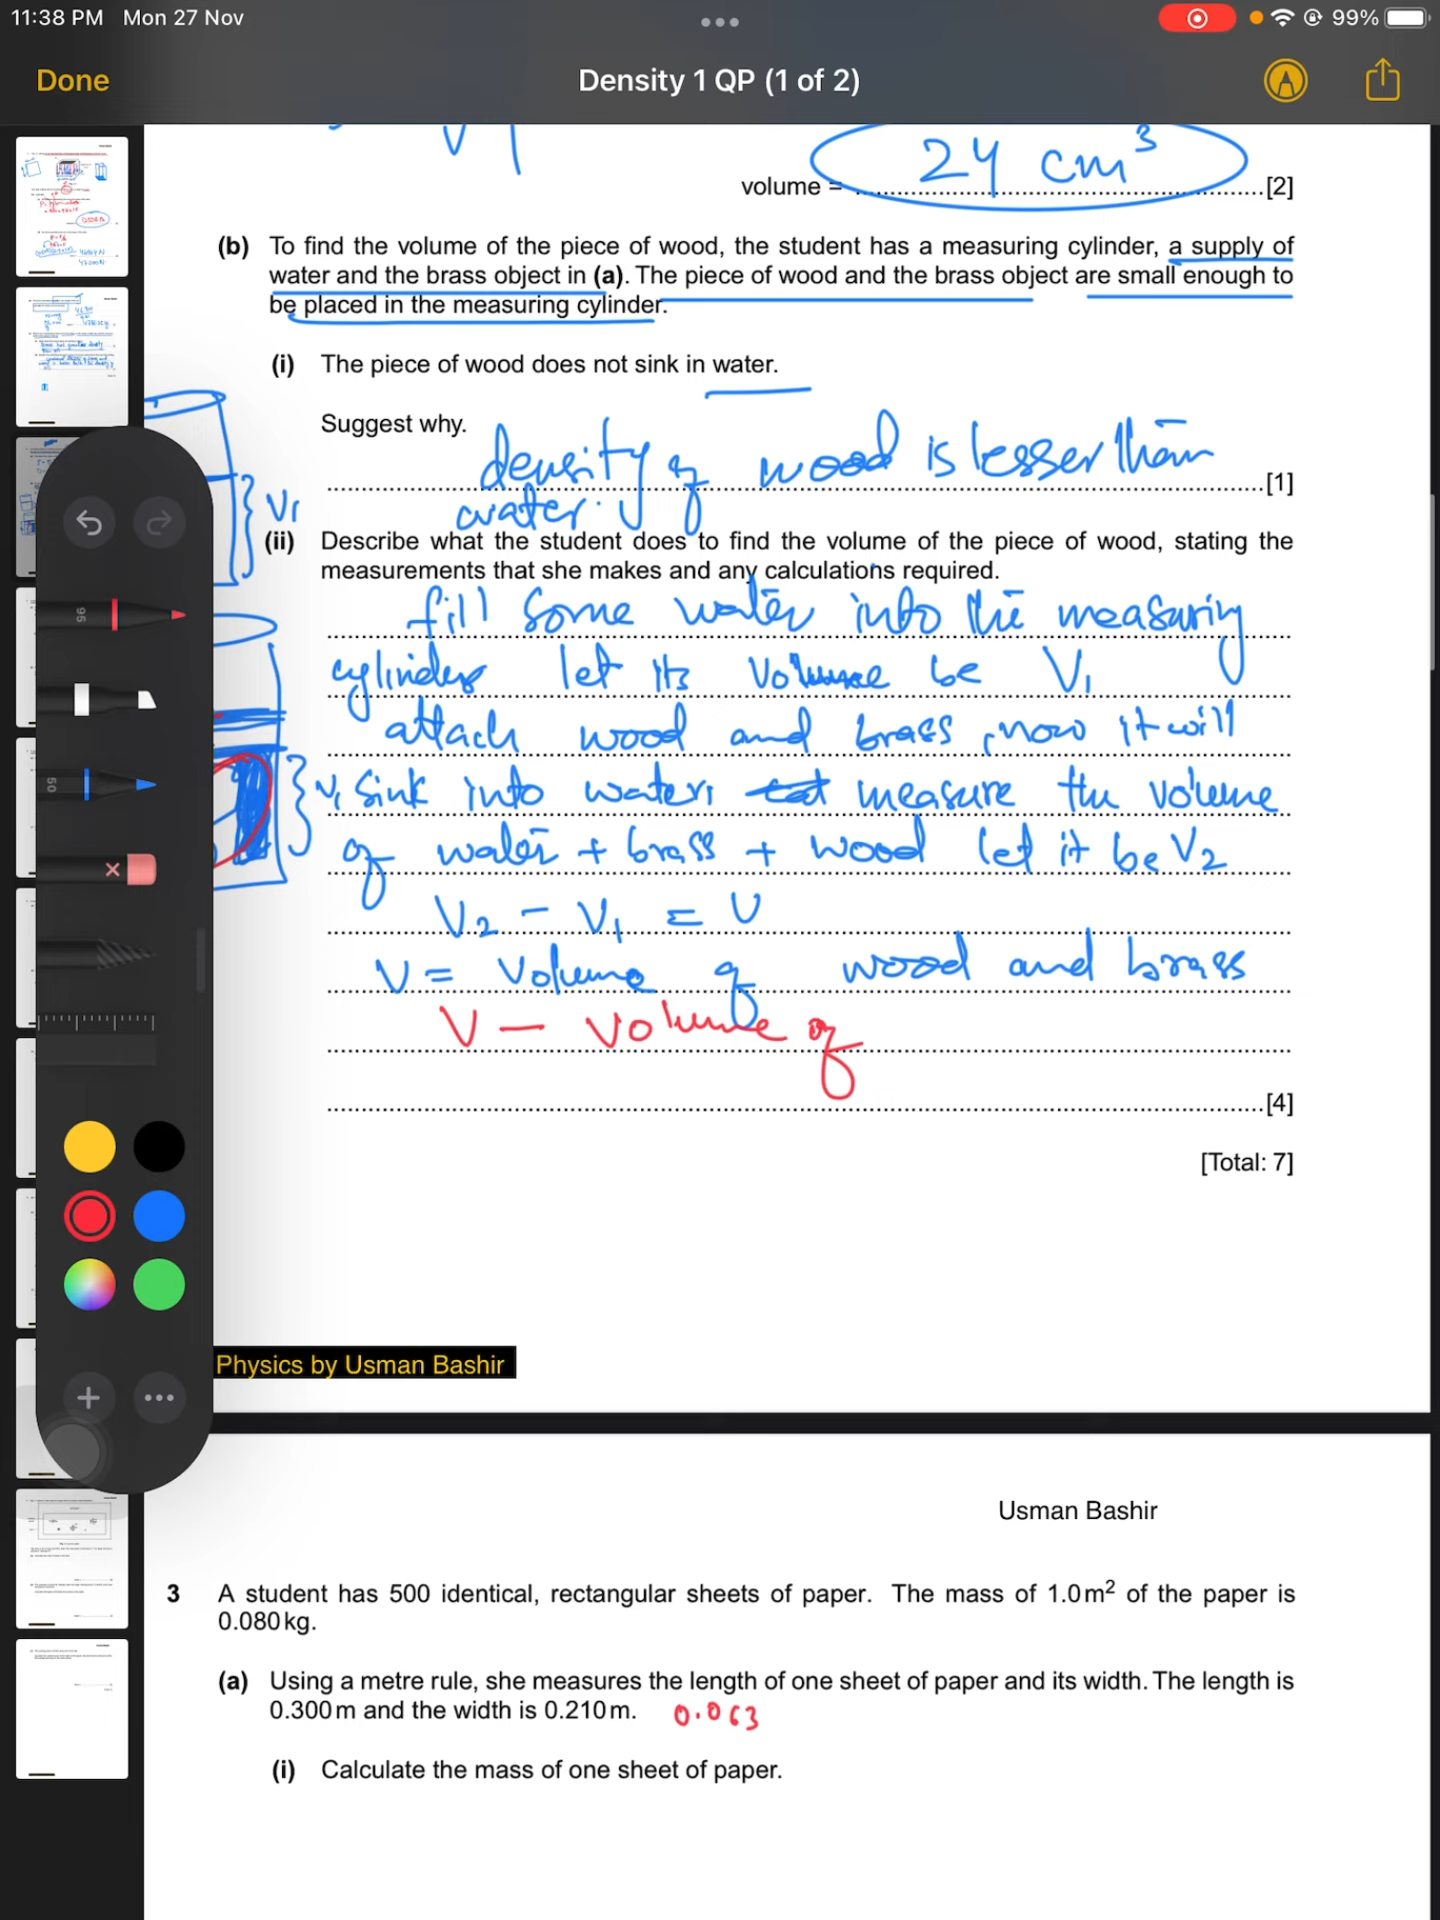 11:38 PM Mon 27 Nov
99%
Done
Density 1 QP (1 of 2)
24 cm³
volume = [2]
(b) To find the volume of the piece of wood, the student has a measuring cylinder, a supply of
water and the brass object in (a). The piece of wood and the brass object are small enough to
be placed in the measuring cylinder.
(i) The piece of wood does not sink in water.
Suggest why.
density of wood is lesser than
[1]
water.
V1
(ii) Describe what the student does to find the volume of the piece of wood, stating the
measurements that she makes and any calculations required.
fill some water into the measuring
cylinder let its volume be V1
attach wood and brass, now it will
V1 sink into water, measure the volume
of water + brass + wood let it be V2
V2 - V1 = V
V = Volume of wood and brass
V - volume of
[4]
[Total: 7]
95
50
Physics by Usman Bashir
Usman Bashir
3 A student has 500 identical, rectangular sheets of paper. The mass of 1.0 m² of the paper is
0.080 kg.
(a) Using a metre rule, she measures the length of one sheet of paper and its width. The length is
0.300 m and the width is 0.210 m. 0.063
(i) Calculate the mass of one sheet of paper.